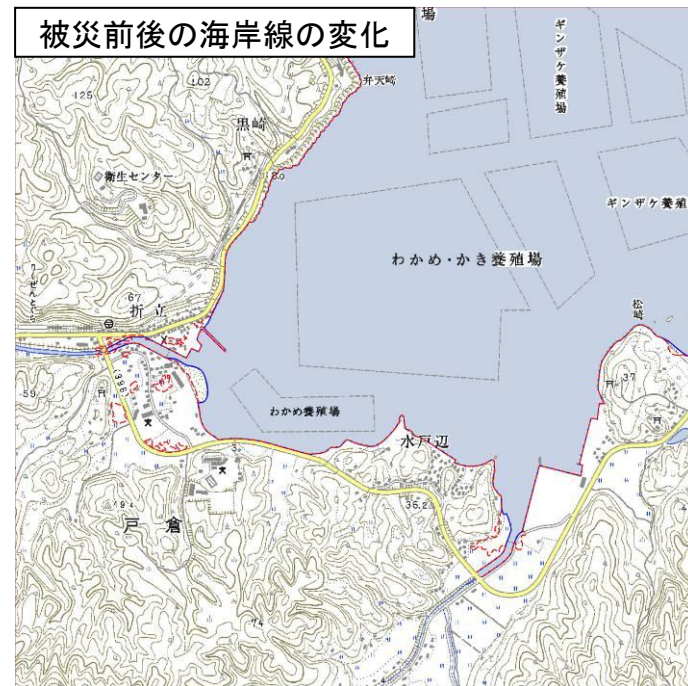 被災前後の海岸線の変化
場
ギンザケ養殖場
弁天崎
102
125
黒崎
衛生センター
ギンザケ養殖
わかめ・かき養殖場
67
折立
松崎
37
59
(398)
わかめ養殖場
水戸辺
35.2
戸倉
74